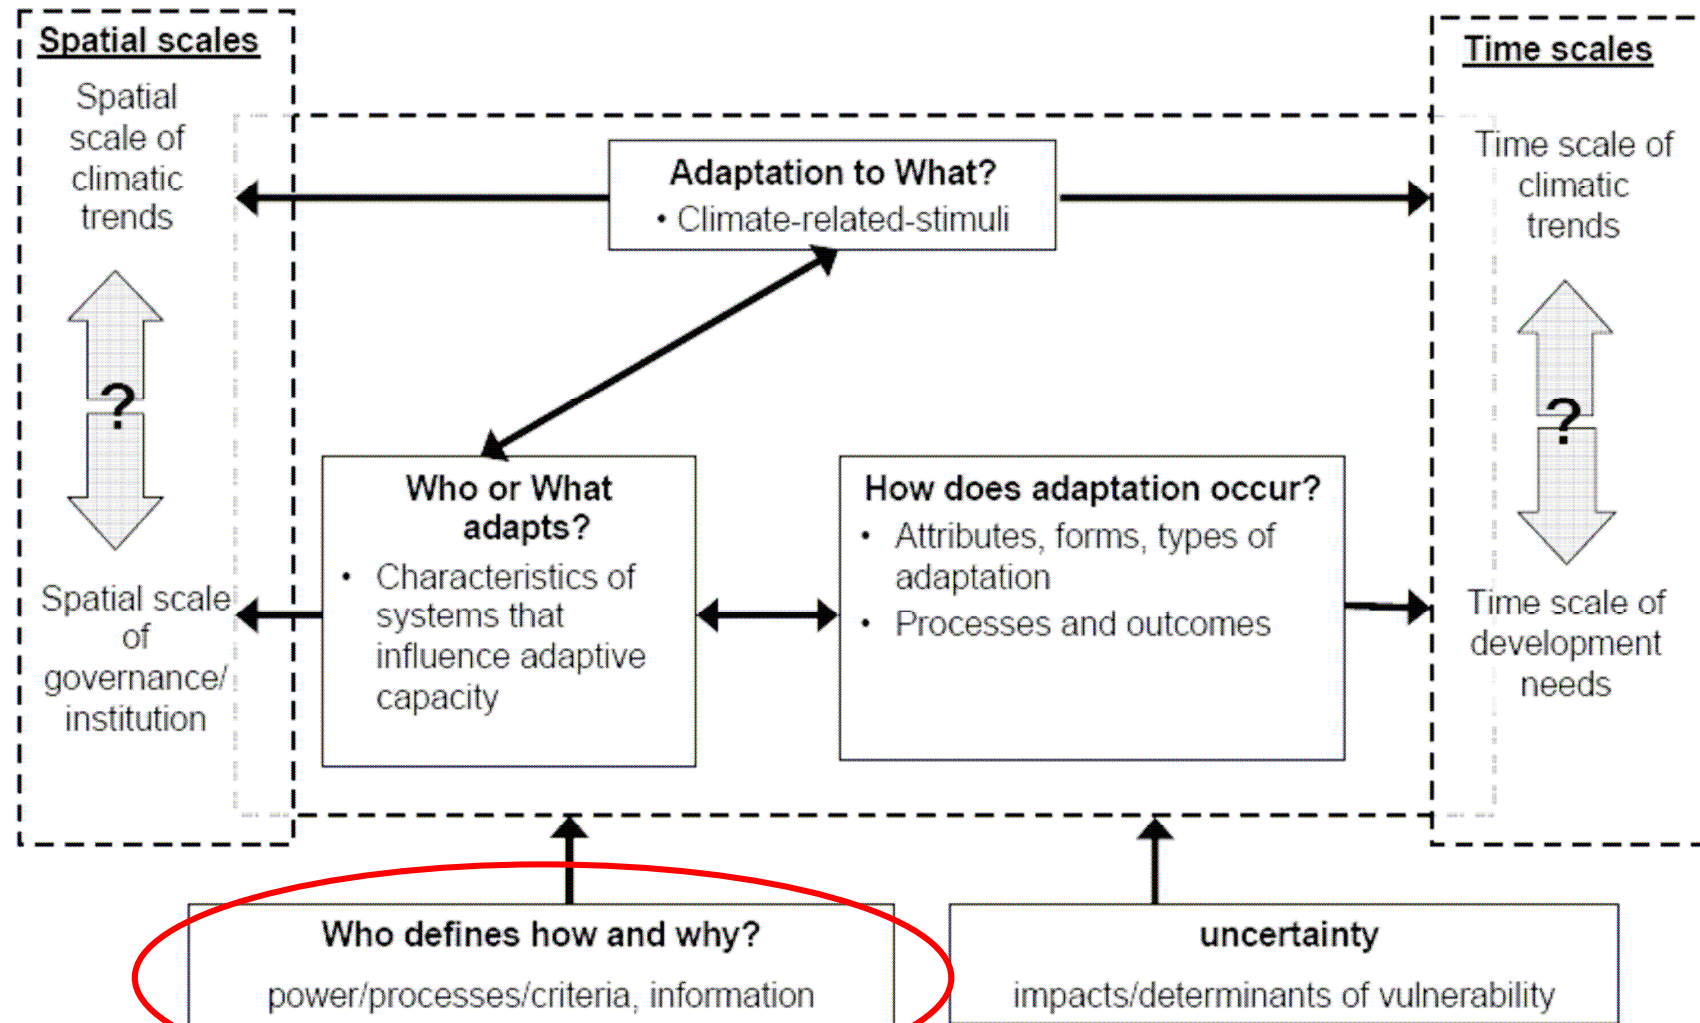 Spatial scales
Spatial
scale of
climatic
trends
?
Spatial scale
of
governance/
institution
Adaptation to What?
• Climate-related-stimuli
Who or What
adapts?
• Characteristics of
systems that
influence adaptive
capacity
How does adaptation occur?
• Attributes, forms, types of
adaptation
• Processes and outcomes
Time scales
Time scale of
climatic
trends
?
Time scale of
development
needs
Who defines how and why?
power/processes/criteria, information
uncertainty
impacts/determinants of vulnerability